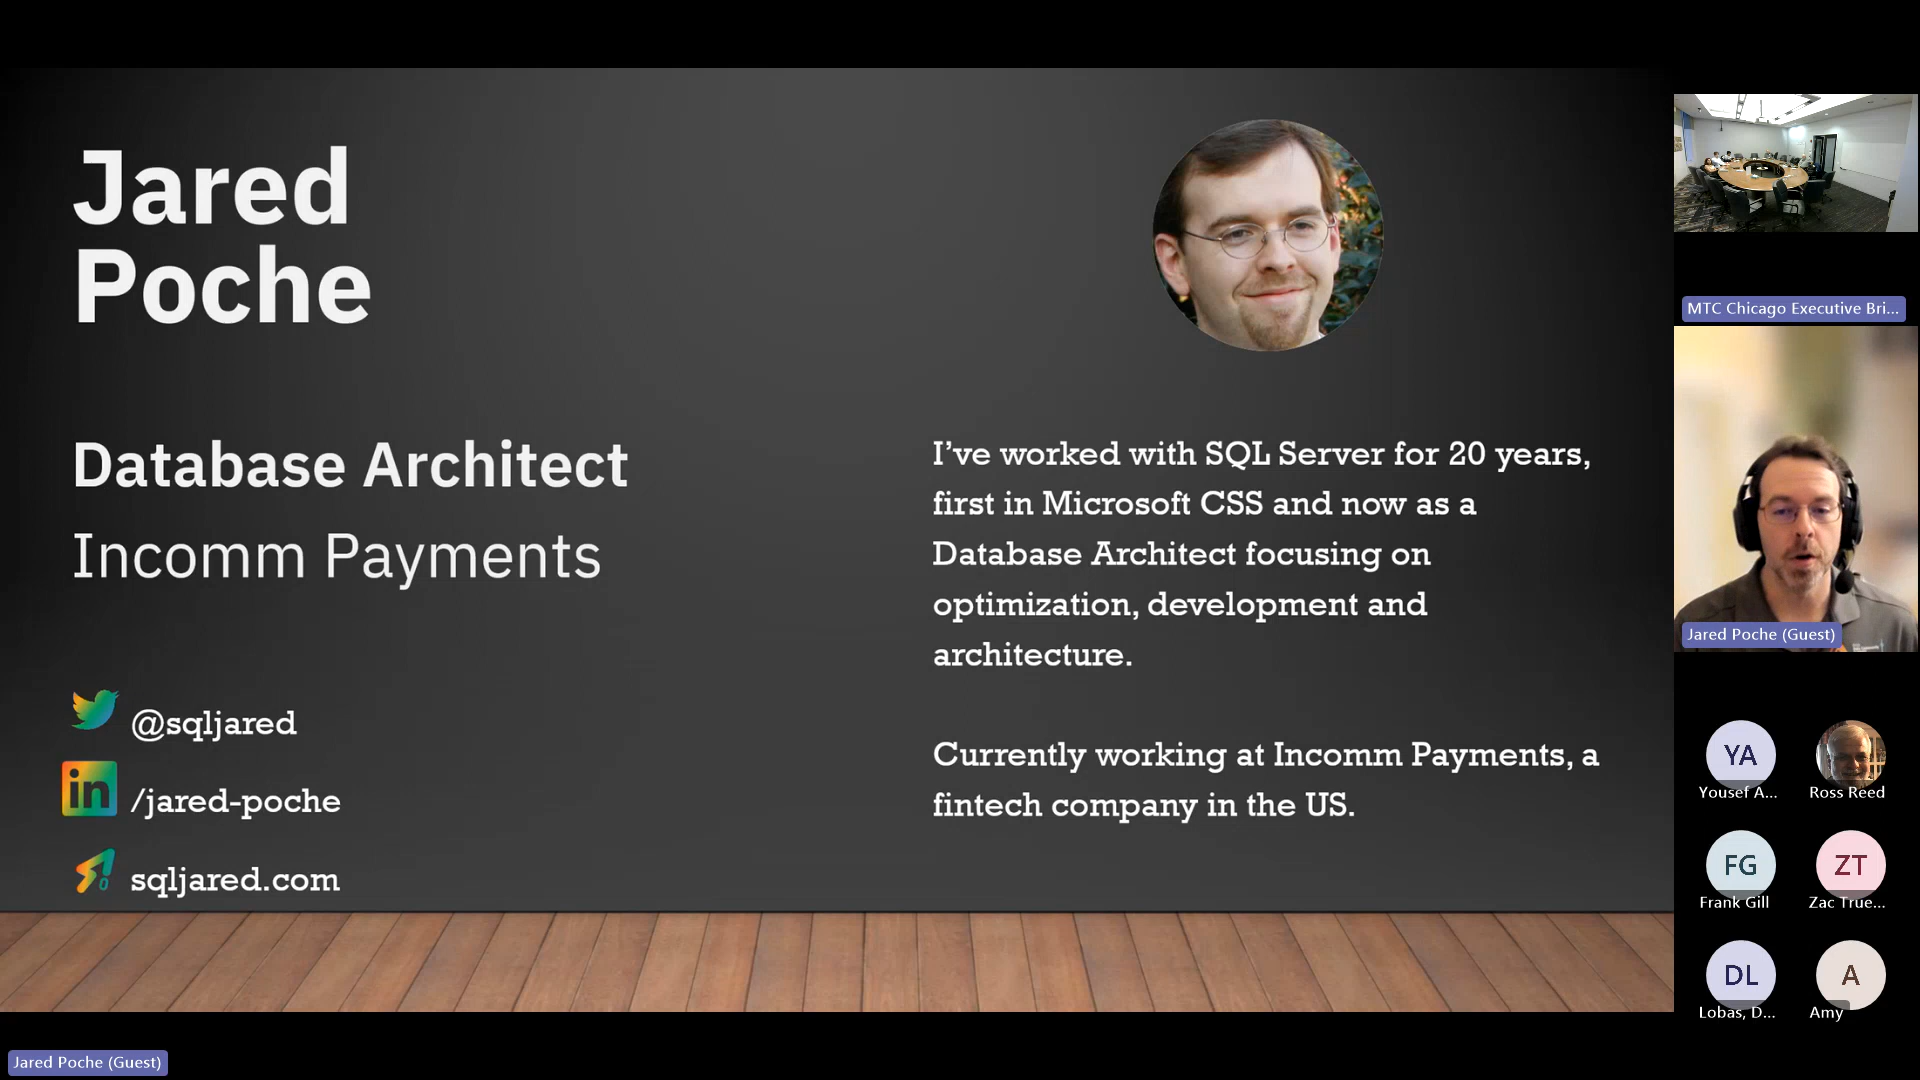 Jared
Poche
Database Architect
Incomm Payments
@sqljared
in /jared-poche
sqljared.com
I’ve worked with SQL Server for 20 years,
first in Microsoft CSS and now as a
Database Architect focusing on
optimization, development and
architecture.
Currently working at Incomm Payments, a
fintech company in the US.
MTC Chicago Executive Bri...
Jared Poche (Guest)
YA
Yousef A...
Ross Reed
FG
Frank Gill
ZT
Zac True...
DL
Lobas, D...
A
Amy
Jared Poche (Guest)